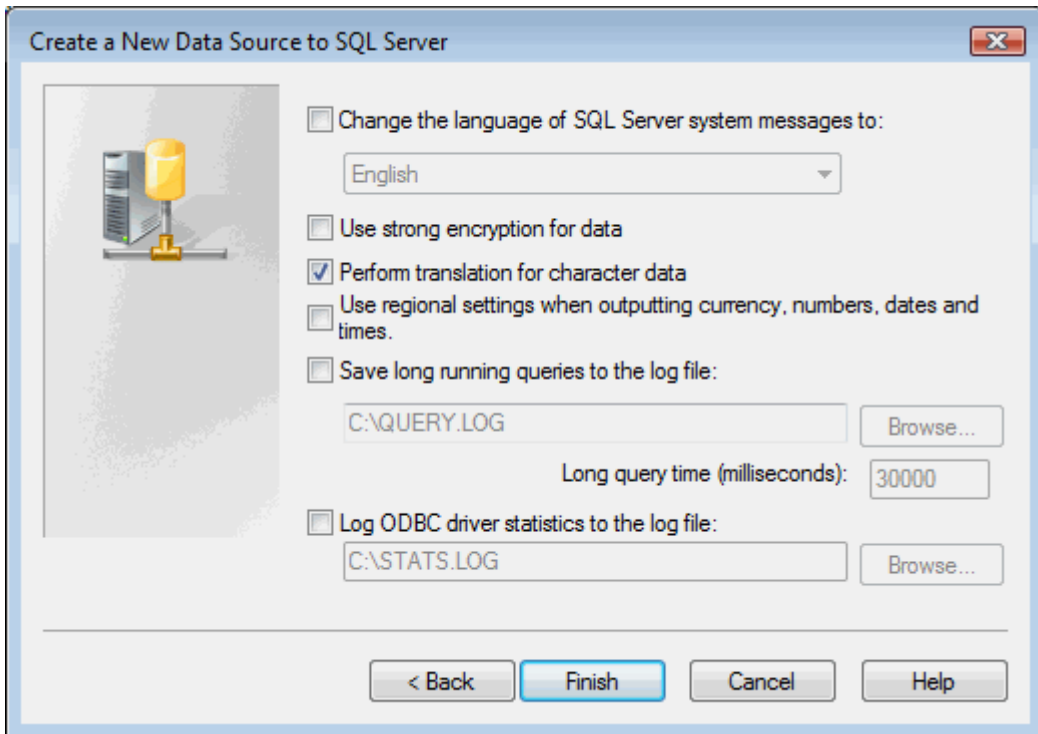 Create a New Data Source to SQL Server
Change the language of SQL Server system messages to:
English
Use strong encryption for data
Perform translation for character data
Use regional settings when outputting currency, numbers, dates and
times.
Save long running queries to the log file:
C:\QUERY.LOG
Browse...
Long query time (milliseconds):
30000
Log ODBC driver statistics to the log file:
C:\STATS.LOG
Browse...
< Back
Finish
Cancel
Help